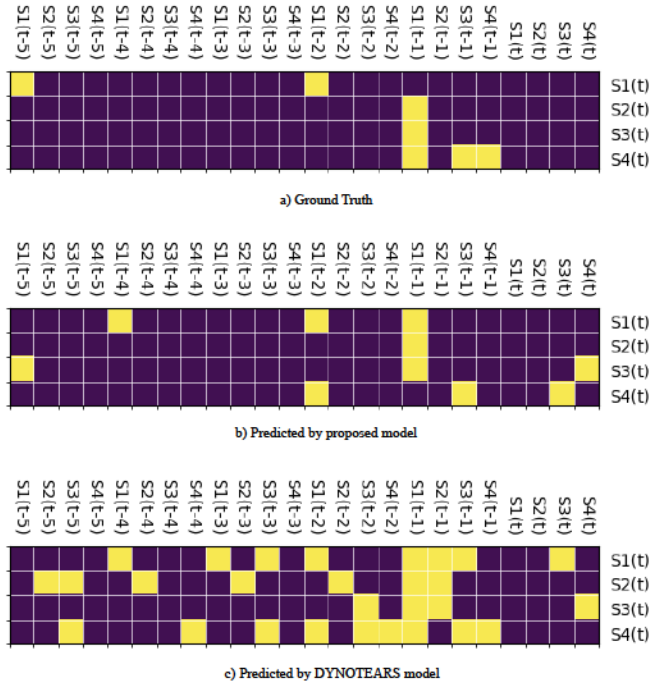 S1(t-5) S2(t-5) S3(t-5) S4(t-5) S1(t-4) S2(t-4) S3(t-4) S4(t-4) S1(t-3) S2(t-3) S3(t-3) S4(t-3) S1(t-2) S2(t-2) S3(t-2) S4(t-2) S1(t-1) S2(t-1) S3(t-1) S4(t-1) S1(t) S2(t) S3(t) S4(t)
S1(t)
S2(t)
S3(t)
S4(t)
a) Ground Truth
S1(t-5) S2(t-5) S3(t-5) S4(t-5) S1(t-4) S2(t-4) S3(t-4) S4(t-4) S1(t-3) S2(t-3) S3(t-3) S4(t-3) S1(t-2) S2(t-2) S3(t-2) S4(t-2) S1(t-1) S2(t-1) S3(t-1) S4(t-1) S1(t) S2(t) S3(t) S4(t)
S1(t)
S2(t)
S3(t)
S4(t)
b) Predicted by proposed model
S1(t-5) S2(t-5) S3(t-5) S4(t-5) S1(t-4) S2(t-4) S3(t-4) S4(t-4) S1(t-3) S2(t-3) S3(t-3) S4(t-3) S1(t-2) S2(t-2) S3(t-2) S4(t-2) S1(t-1) S2(t-1) S3(t-1) S4(t-1) S1(t) S2(t) S3(t) S4(t)
S1(t)
S2(t)
S3(t)
S4(t)
c) Predicted by DYNOTEARS model